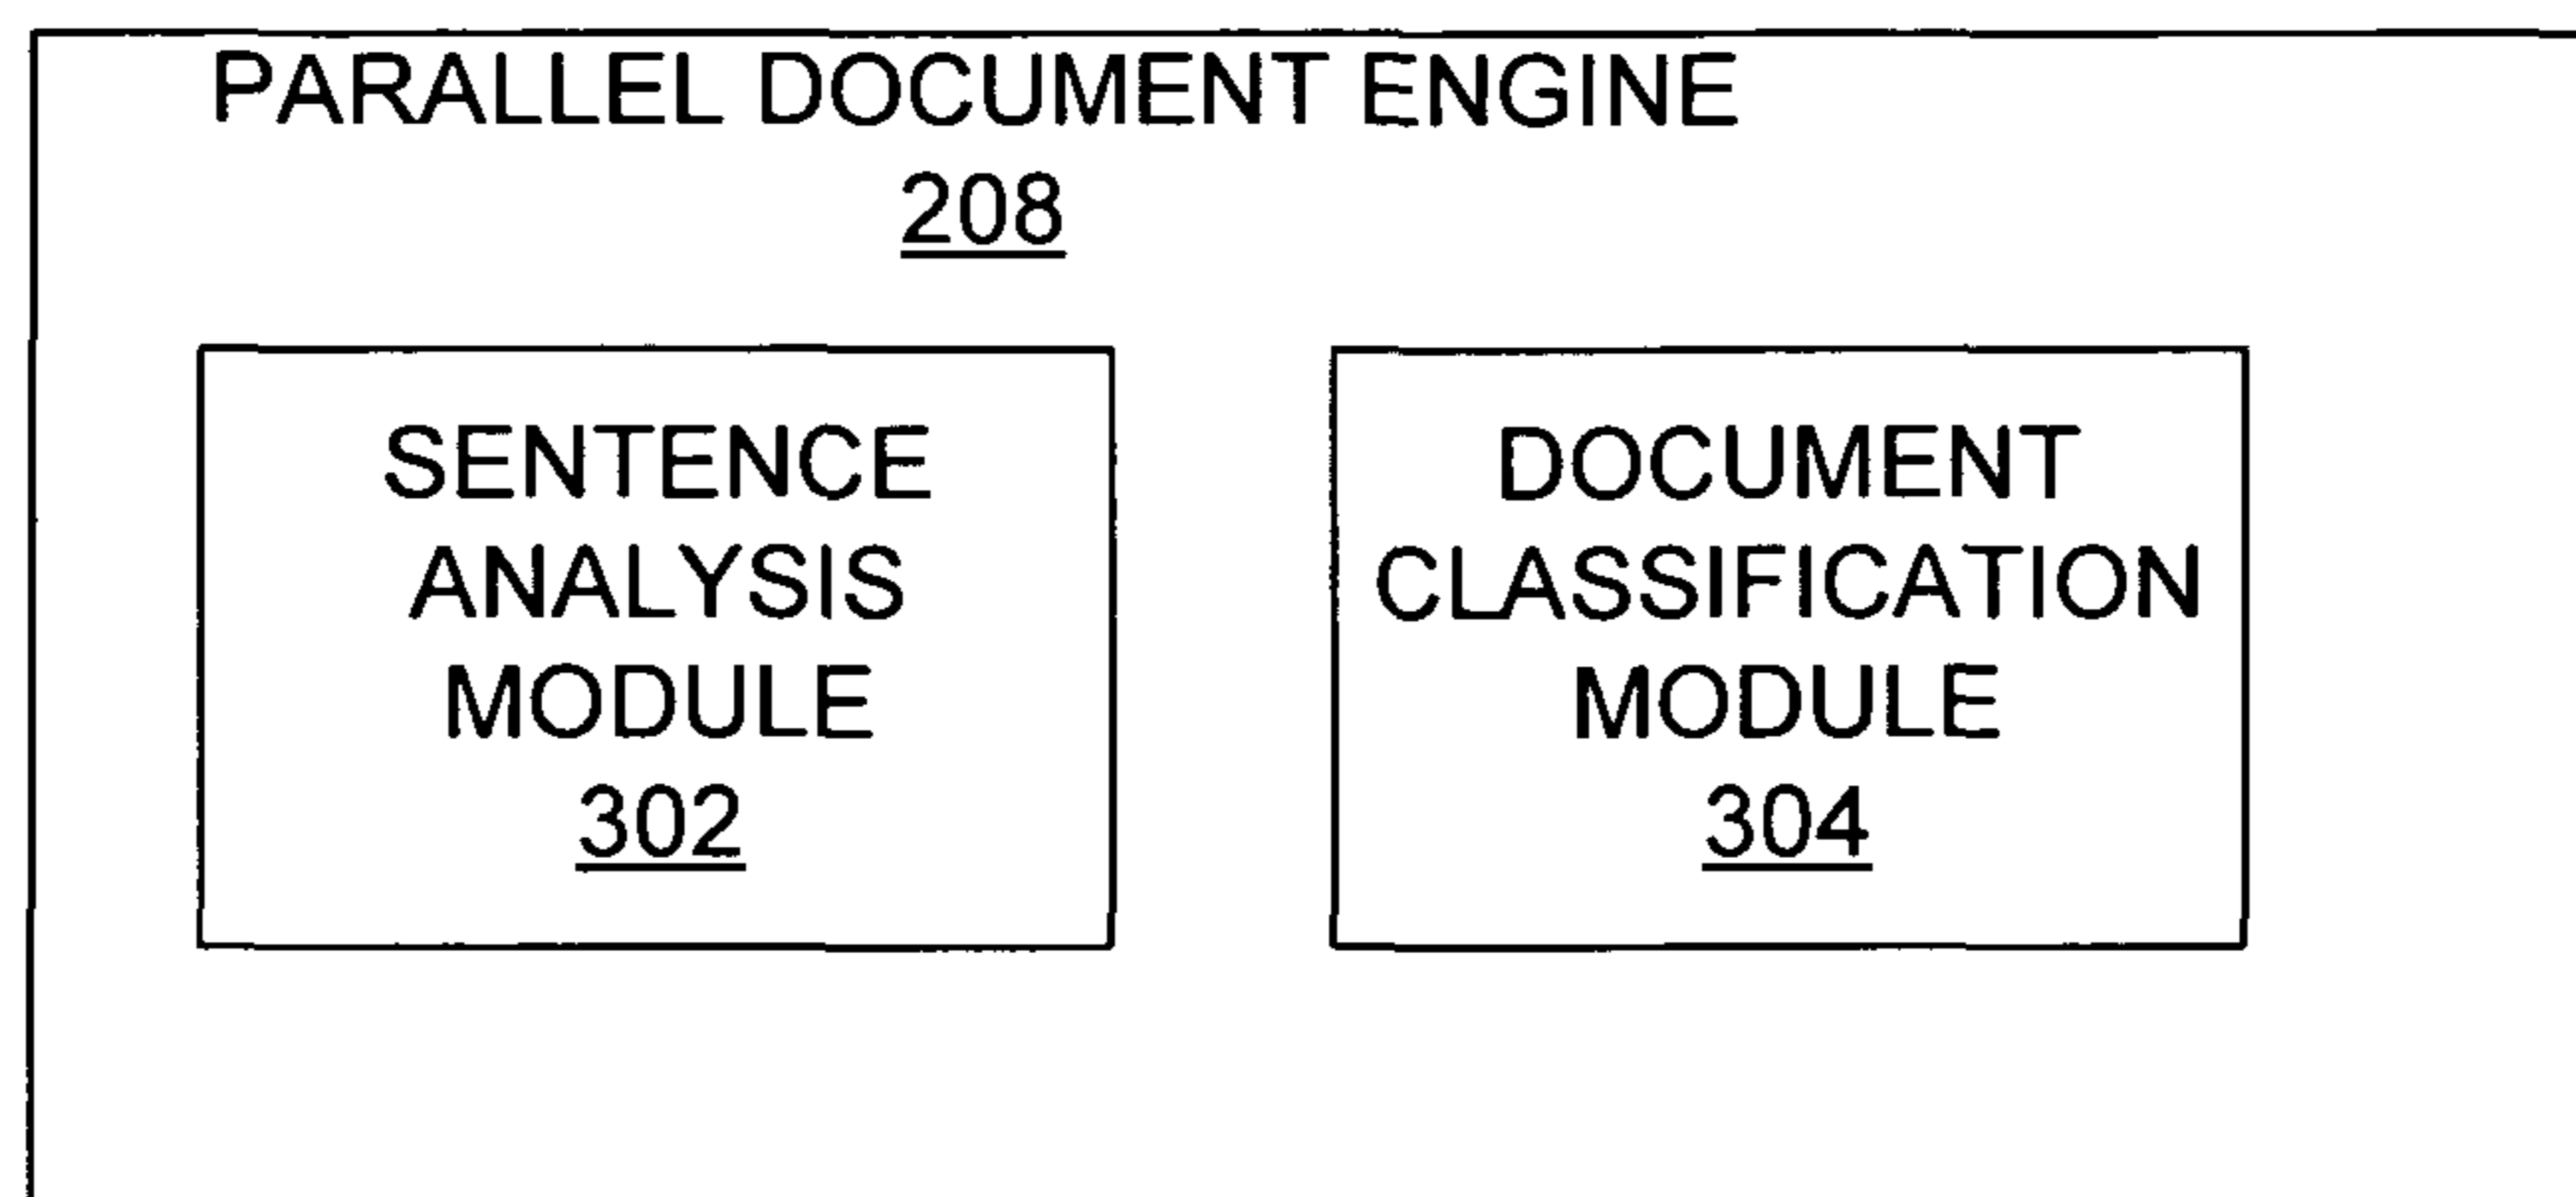 PARALLEL DOCUMENT ENGINE
208
SENTENCE
ANALYSIS
MODULE
302
DOCUMENT
CLASSIFICATION
MODULE
304